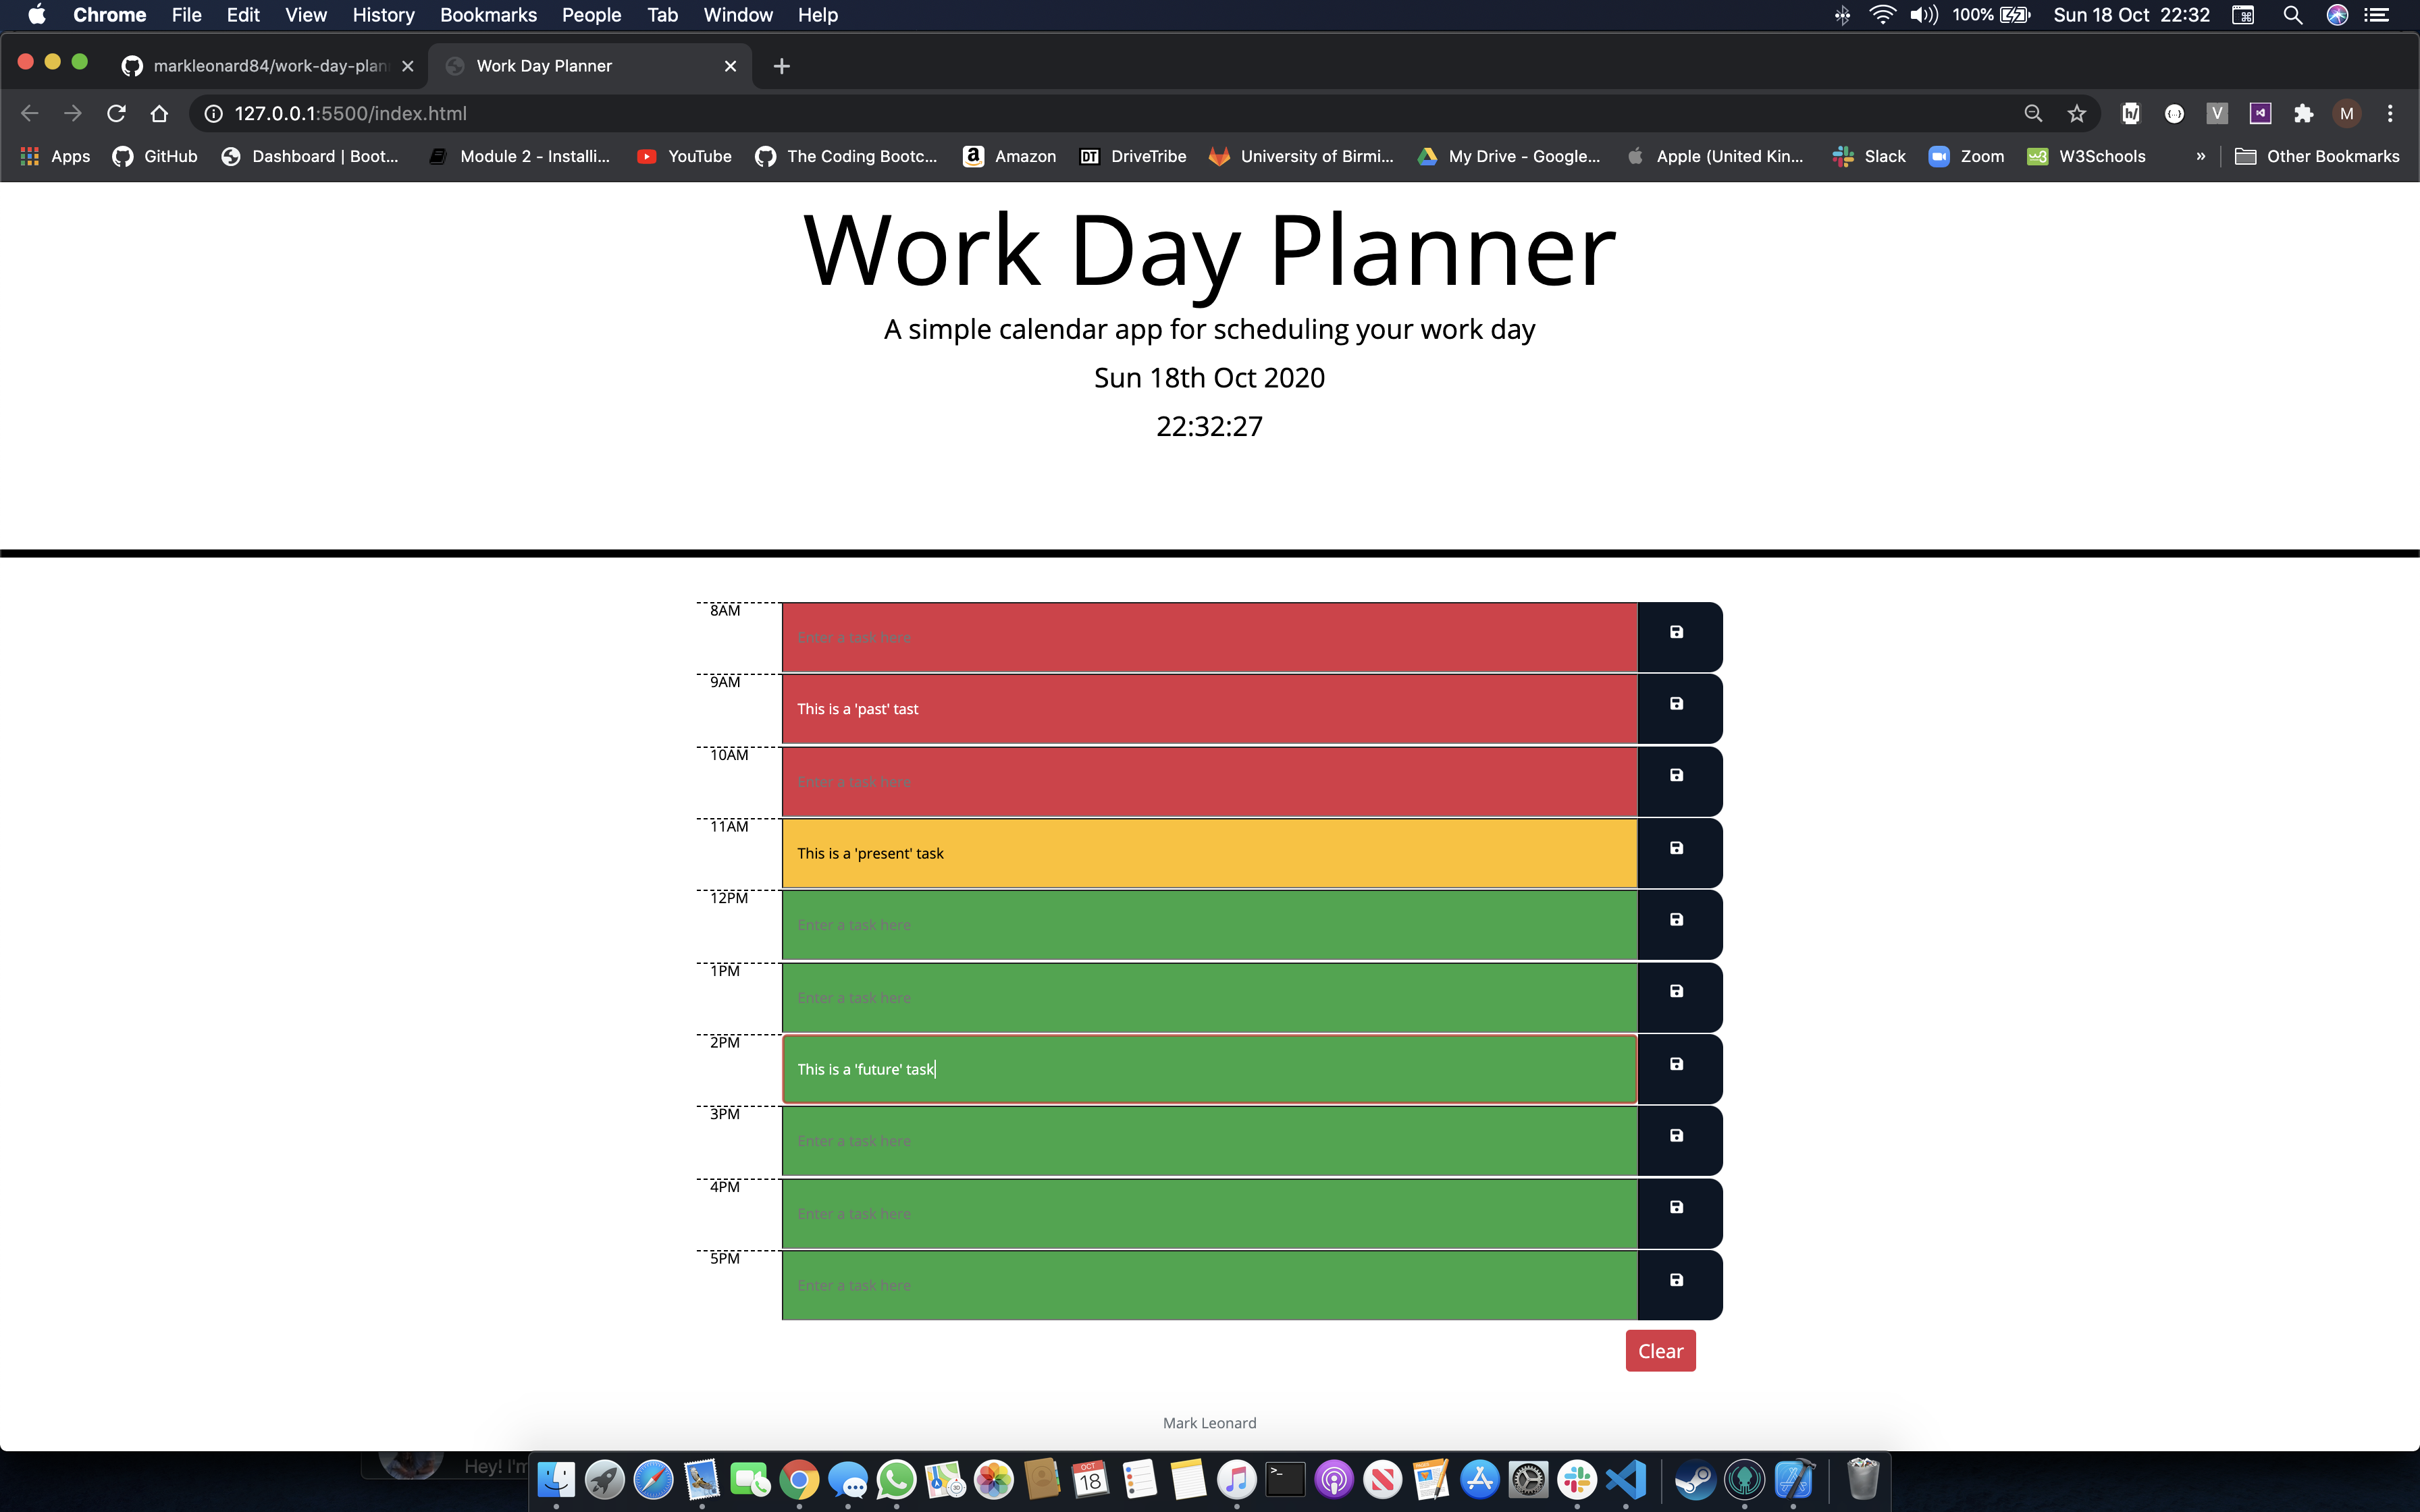 Chrome File Edit View History Bookmarks People Tab Window Help 100% Sun 18 Oct 22:32
markleonard84/work-day-plan Work Day Planner
127.0.0.1:5500/index.html V M
Apps GitHub Dashboard | Boot... Module 2 - Installi... YouTube The Coding Bootc... a Amazon DT DriveTribe University of Birmi... My Drive - Google... Apple (United Kin... Slack Zoom W3Schools » Other Bookmarks
Work Day Planner
A simple calendar app for scheduling your work day
Sun 18th Oct 2020
22:32:27
8AM
Enter a task here
9AM
This is a 'past' tast
10AM
Enter a task here
11AM
This is a 'present' task
12PM
Enter a task here
1PM
Enter a task here
2PM
This is a 'future' task
3PM
Enter a task here
4PM
Enter a task here
5PM
Enter a task here
Clear
Mark Leonard
Hey! I'm
OCT
18